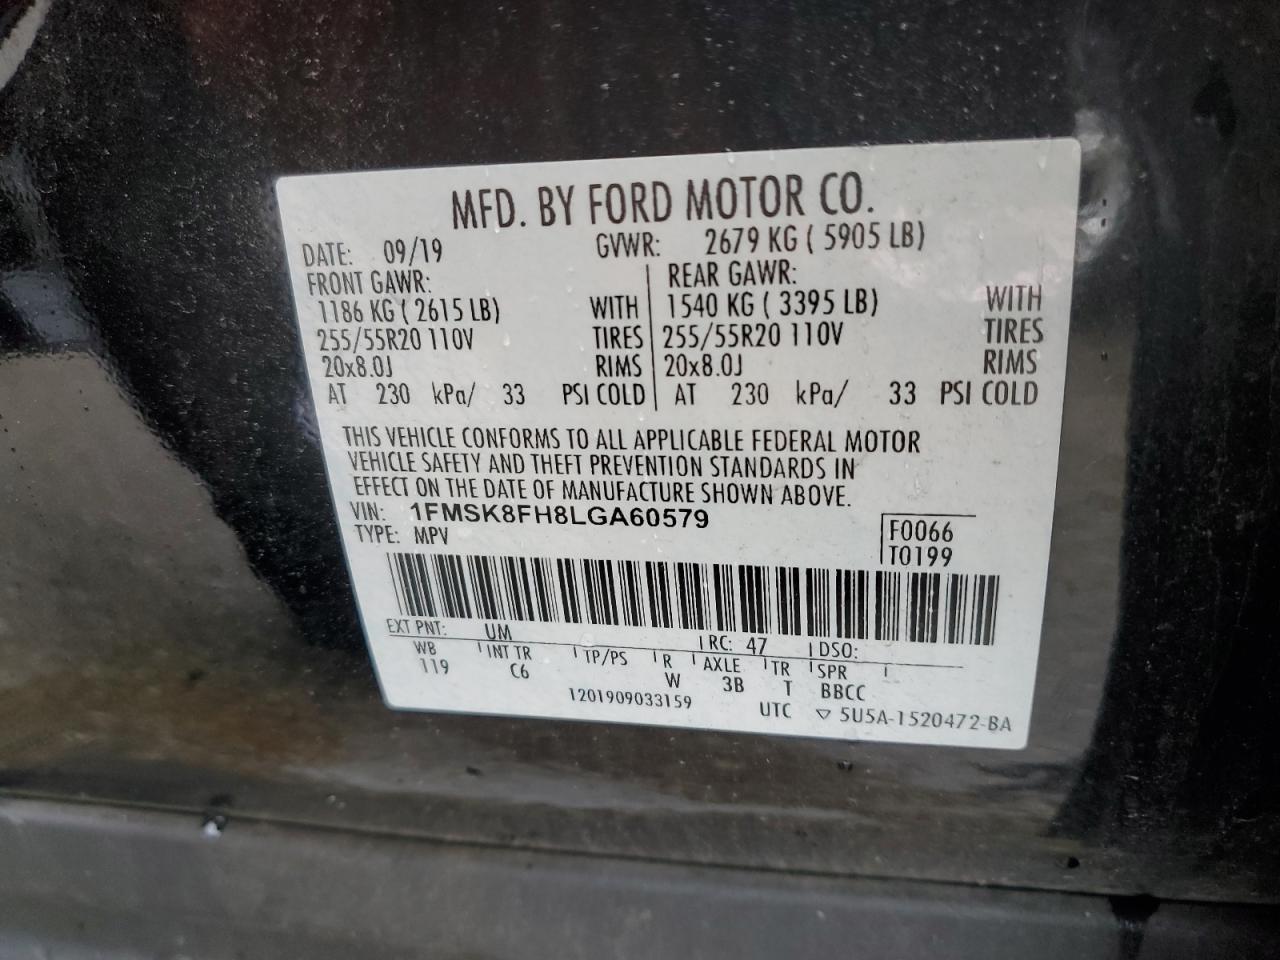 MFD. BY FORD MOTOR CO.
DATE: 09/19 GVWR: 2679 KG ( 5905 LB)
FRONT GAWR: REAR GAWR:
1186 KG ( 2615 LB) WITH 1540 KG ( 3395 LB) WITH
255/55R20 110V TIRES 255/55R20 110V TIRES
20x8.0J RIMS 20x8.0J RIMS
AT 230 kPa/ 33 PSI COLD AT 230 kPa/ 33 PSI COLD
THIS VEHICLE CONFORMS TO ALL APPLICABLE FEDERAL MOTOR
VEHICLE SAFETY AND THEFT PREVENTION STANDARDS IN
EFFECT ON THE DATE OF MANUFACTURE SHOWN ABOVE.
VIN: 1FMSK8FH8LGA60579
TYPE: MPV
F0066
T0199
EXT PNT: UM RC: 47 DSO:
WB INT TR TP/PS R AXLE TR SPR
119 C6 W 3B T BBCC
1201909033159 UTC ▽ 5U5A-1520472-BA